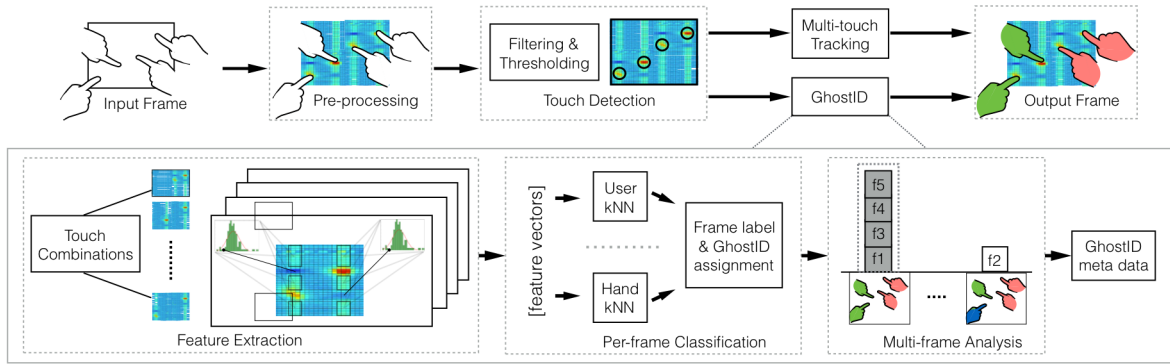 Input Frame
Pre-processing
Filtering &
Thresholding
Touch Detection
Multi-touch
Tracking
GhostID
Output Frame
Touch
Combinations
Feature Extraction
[feature vectors]
User
kNN
Hand
kNN
Frame label
& GhostID
assignment
Per-frame Classification
f5
f4
f3
f1
f2
Multi-frame Analysis
GhostID
meta data